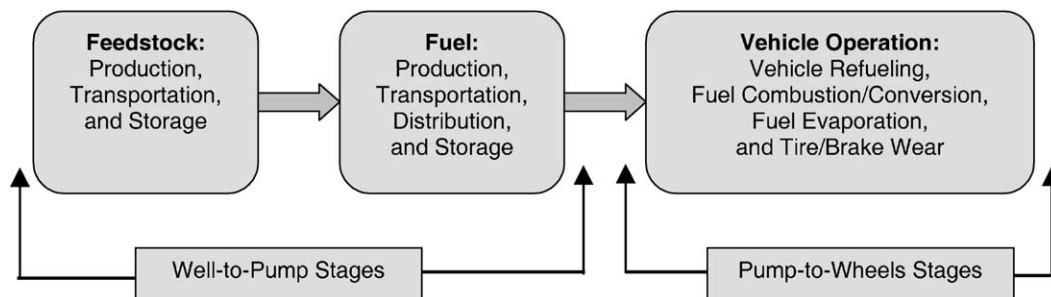 Feedstock:
Production,
Transportation,
and Storage
Fuel:
Production,
Transportation,
Distribution,
and Storage
Vehicle Operation:
Vehicle Refueling,
Fuel Combustion/Conversion,
Fuel Evaporation,
and Tire/Brake Wear
Well-to-Pump Stages
Pump-to-Wheels Stages